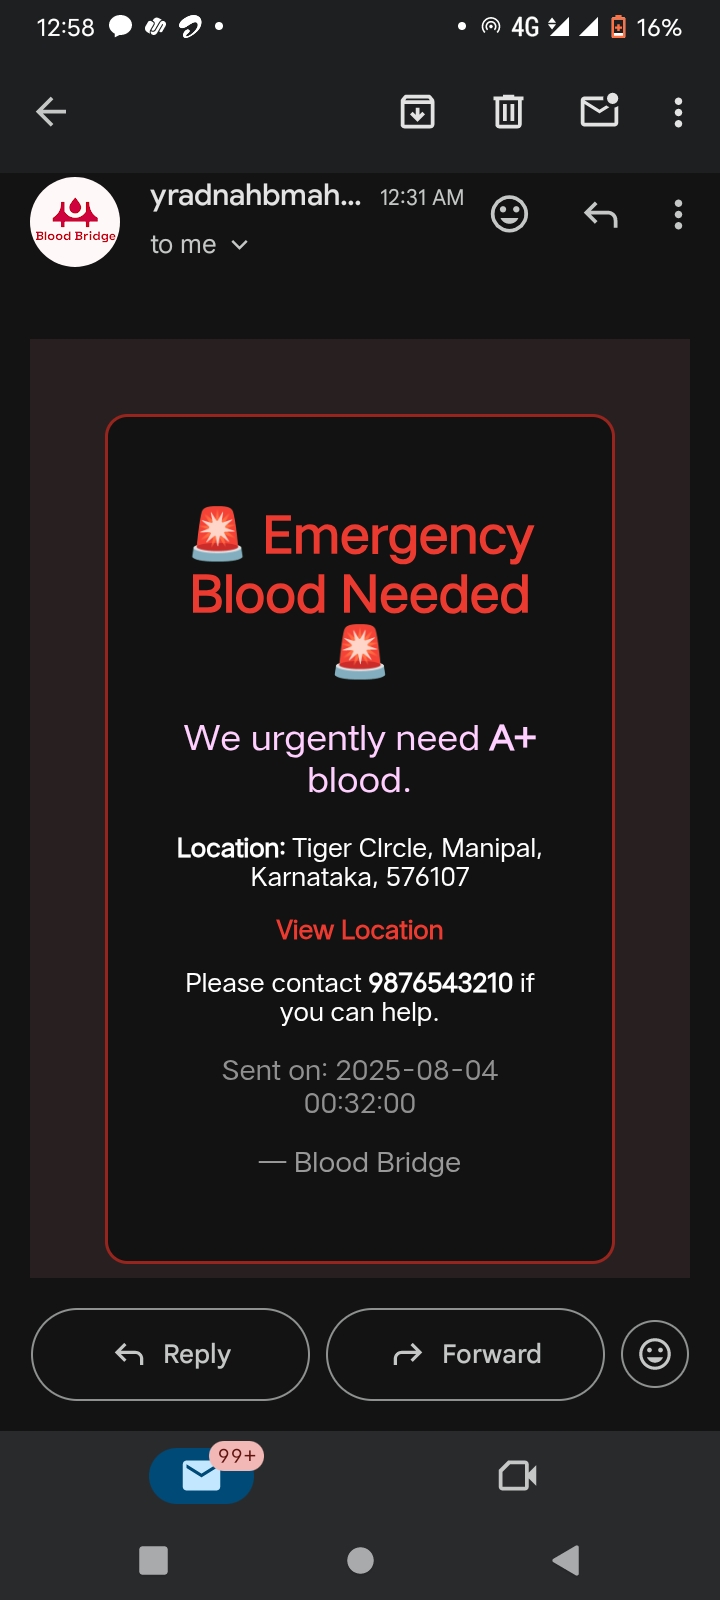 12:58
4G
16%
yradnahbmah... 12:31 AM
Blood Bridge
to me
🚨 Emergency
Blood Needed
🚨
We urgently need A+
blood.
Location: Tiger CIrcle, Manipal,
Karnataka, 576107
View Location
Please contact 9876543210 if
you can help.
Sent on: 2025-08-04
00:32:00
— Blood Bridge
Reply
Forward
99+